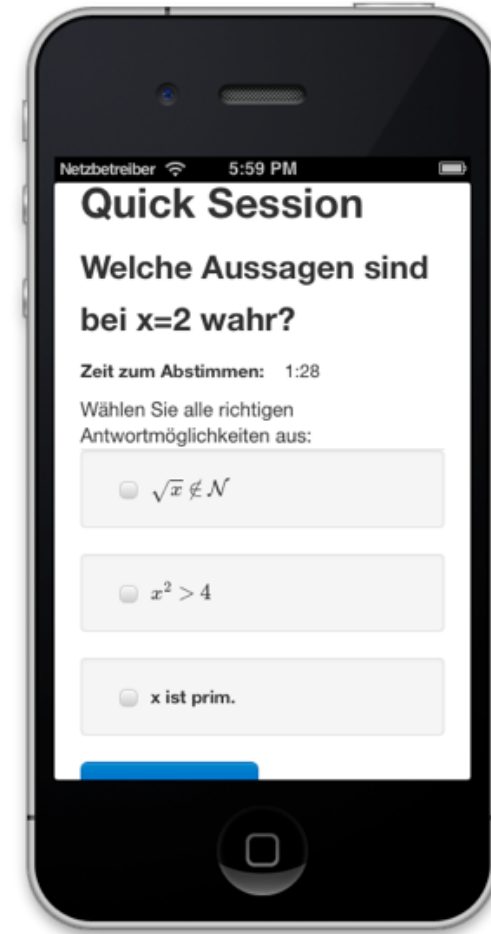 Netzbetreiber 5:59 PM
Quick Session
Welche Aussagen sind
bei x=2 wahr?
Zeit zum Abstimmen: 1:28
Wählen Sie alle richtigen
Antwortmöglichkeiten aus:
√x ∉ 𝒩
x² > 4
x ist prim.